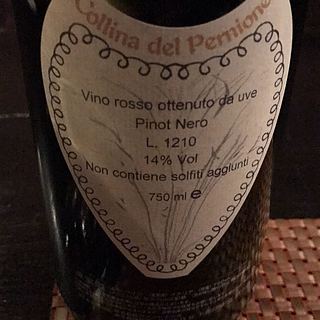 Collina del Pernione
Vino rosso ottenuto da uve
Pinot Nero
L. 1210
14% Vol
Non contiene solfiti aggiunti
750 ml e